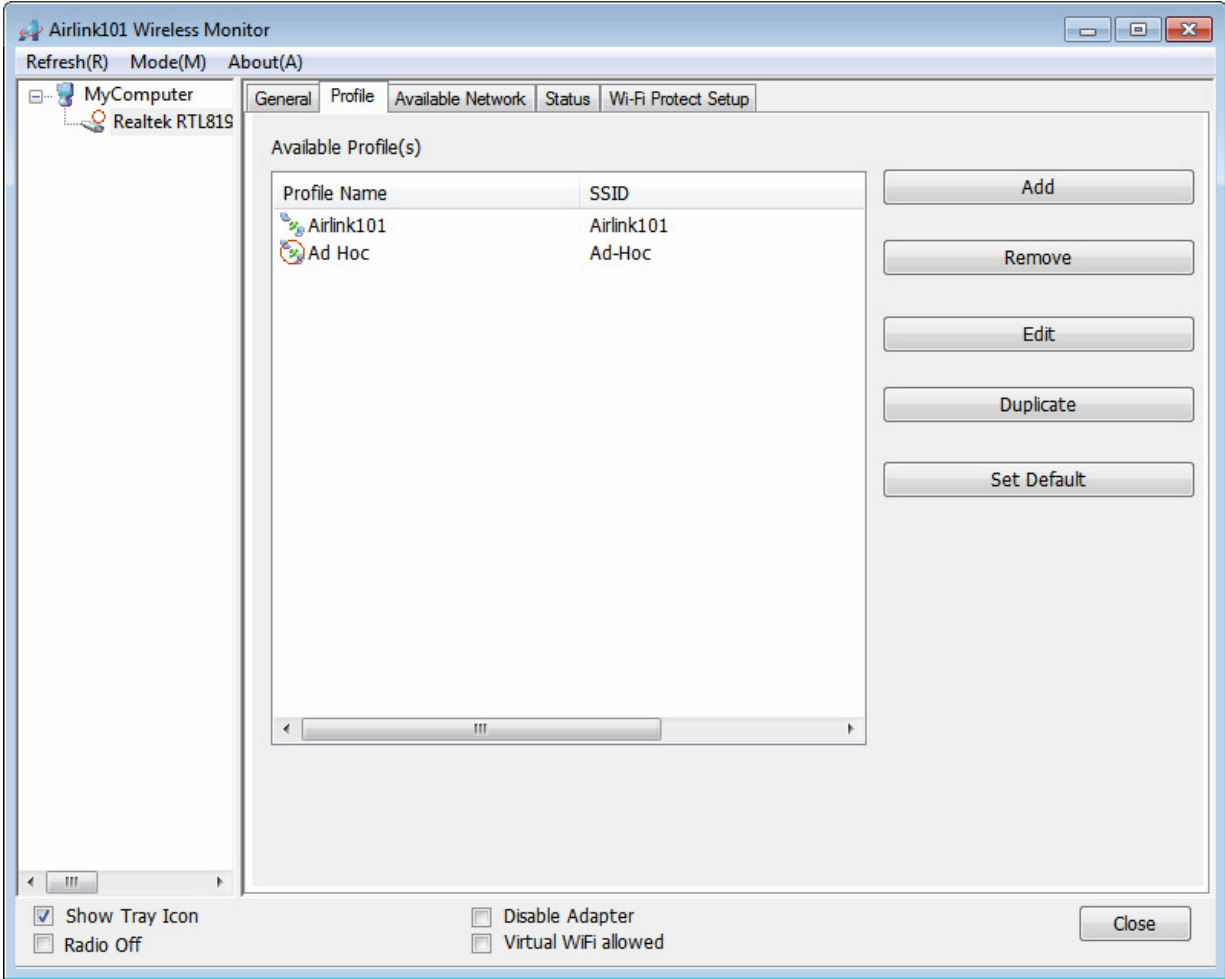 Airlink101 Wireless Monitor
Refresh(R) Mode(M) About(A)
MyComputer
Realtek RTL819
General Profile Available Network Status Wi-Fi Protect Setup
Available Profile(s)
Profile Name SSID
Airlink101 Airlink101
Ad Hoc Ad-Hoc
Add
Remove
Edit
Duplicate
Set Default
Show Tray Icon Disable Adapter
Radio Off Virtual WiFi allowed
Close